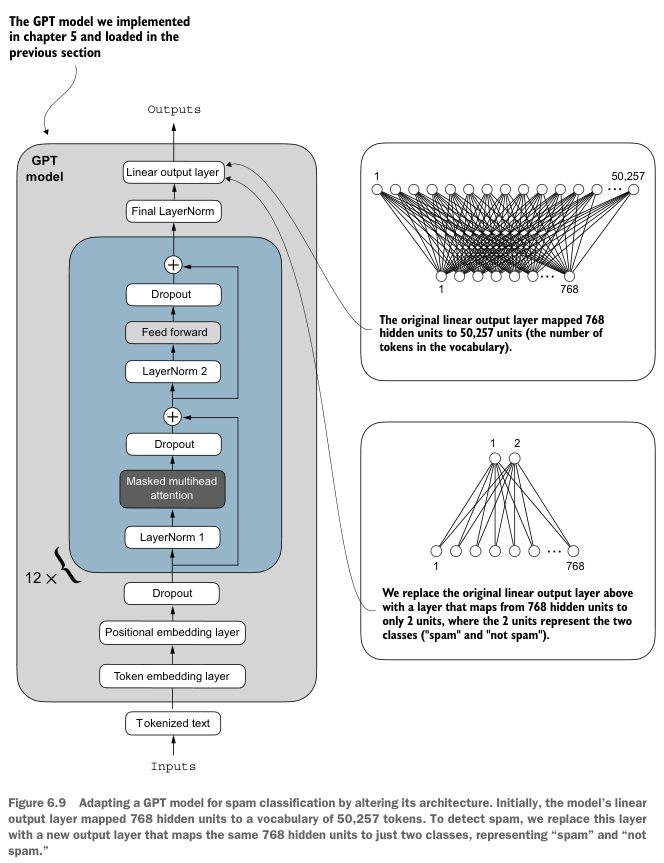 The GPT model we implemented
in chapter 5 and loaded in the
previous section
Outputs
GPT
model
Linear output layer
Final LayerNorm
Dropout
Feed forward
LayerNorm 2
Dropout
Masked multihead
attention
LayerNorm 1
12 ×
Dropout
Positional embedding layer
Token embedding layer
Tokenized text
Inputs
1
50,257
...
...
1
768
The original linear output layer mapped 768
hidden units to 50,257 units (the number of
tokens in the vocabulary).
1 2
...
1
768
We replace the original linear output layer above
with a layer that maps from 768 hidden units to
only 2 units, where the 2 units represent the two
classes ("spam" and "not spam").
Figure 6.9 Adapting a GPT model for spam classification by altering its architecture. Initially, the model’s linear
output layer mapped 768 hidden units to a vocabulary of 50,257 tokens. To detect spam, we replace this layer
with a new output layer that maps the same 768 hidden units to just two classes, representing “spam” and “not
spam.”